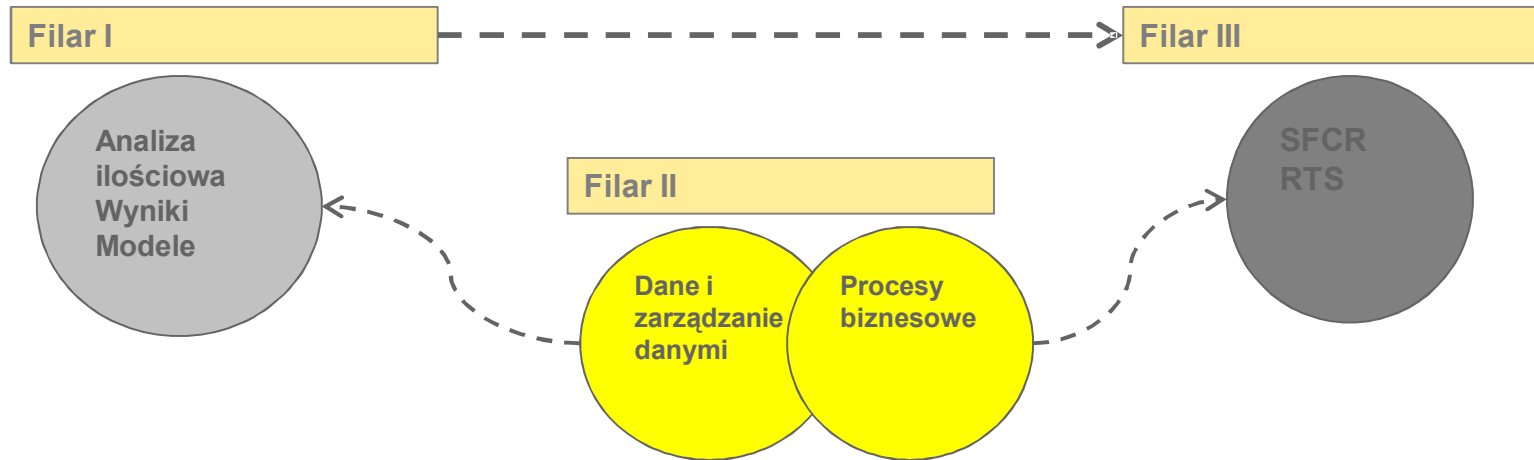 Filar I
Filar III
Analiza
ilościowa
Wyniki
Modele
SFCR
RTS
Filar II
Dane i
zarządzanie
danymi
Procesy
biznesowe